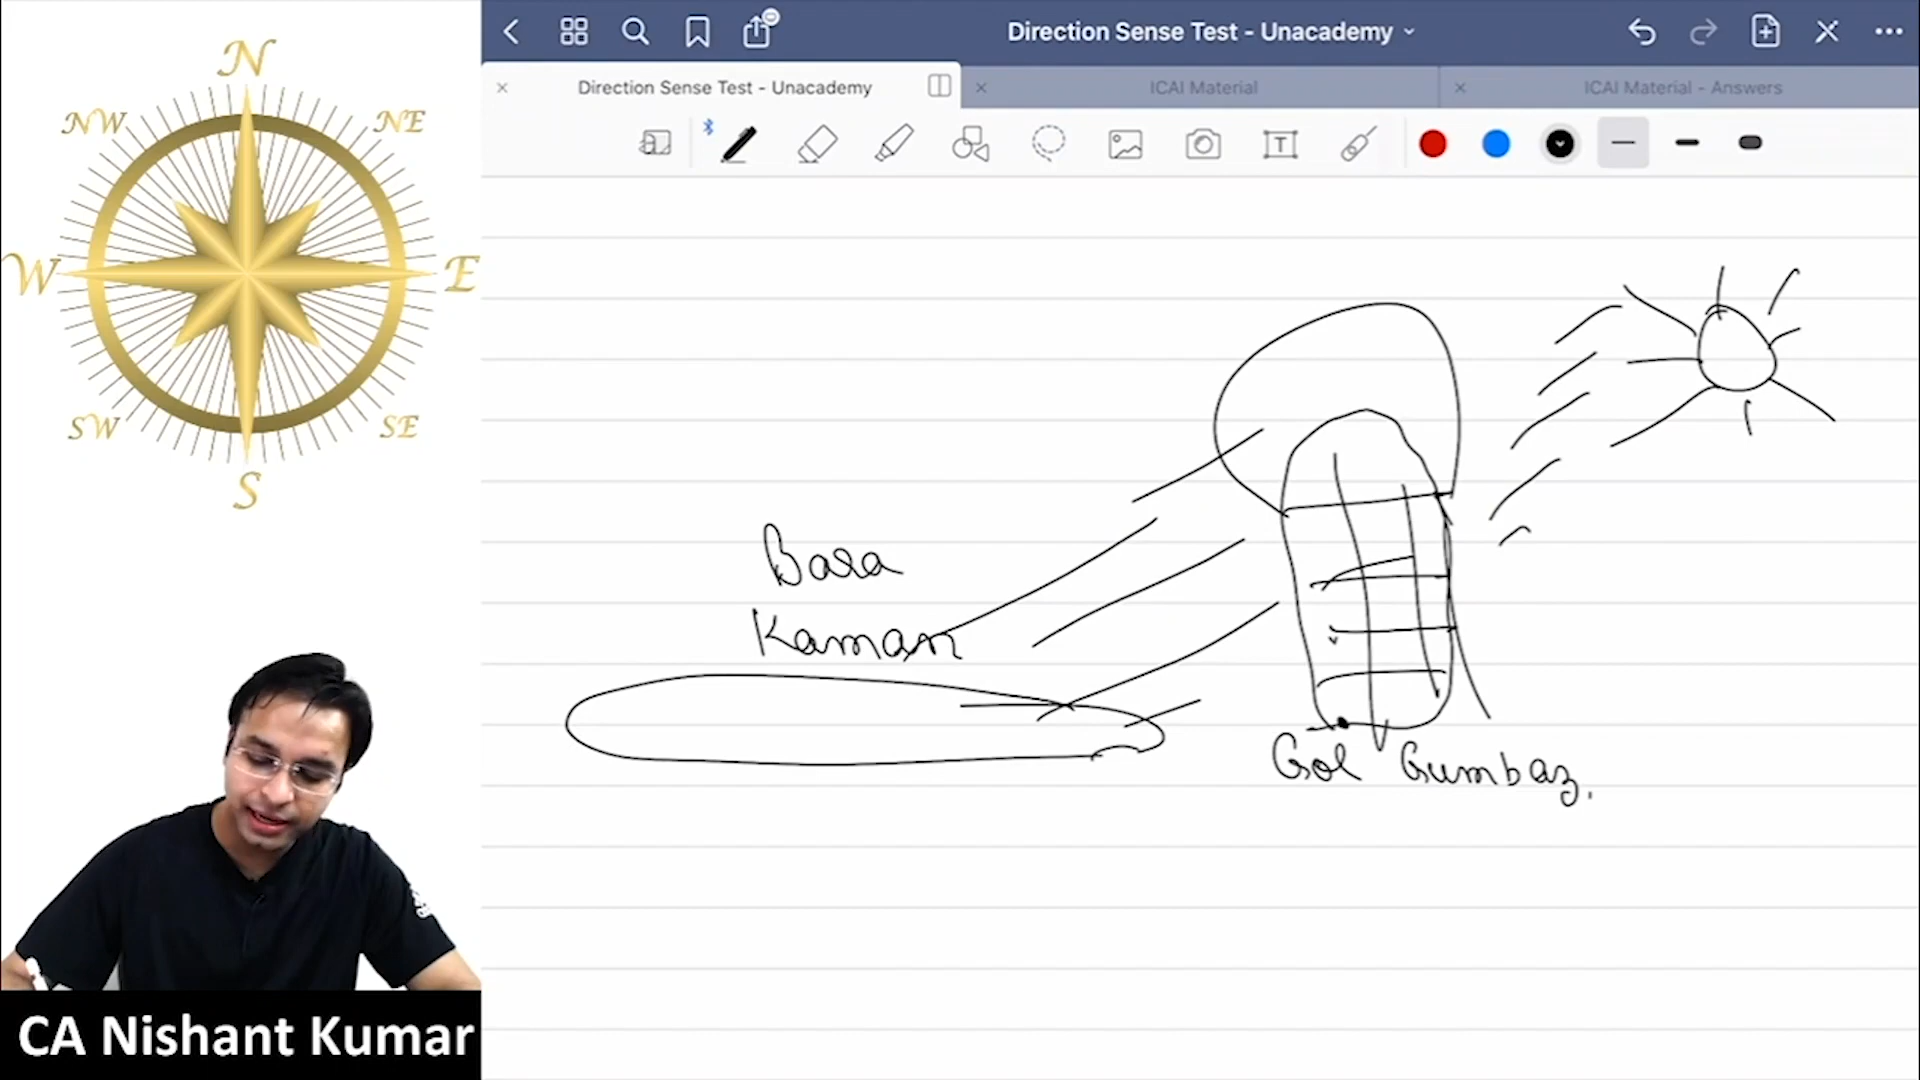 N
NW
NE
W
E
SW
SE
S
CA Nishant Kumar
Direction Sense Test - Unacademy
Direction Sense Test - Unacademy
ICAI Material
ICAI Material - Answers
T
Bara
Kaman
Gol Gumbaz.